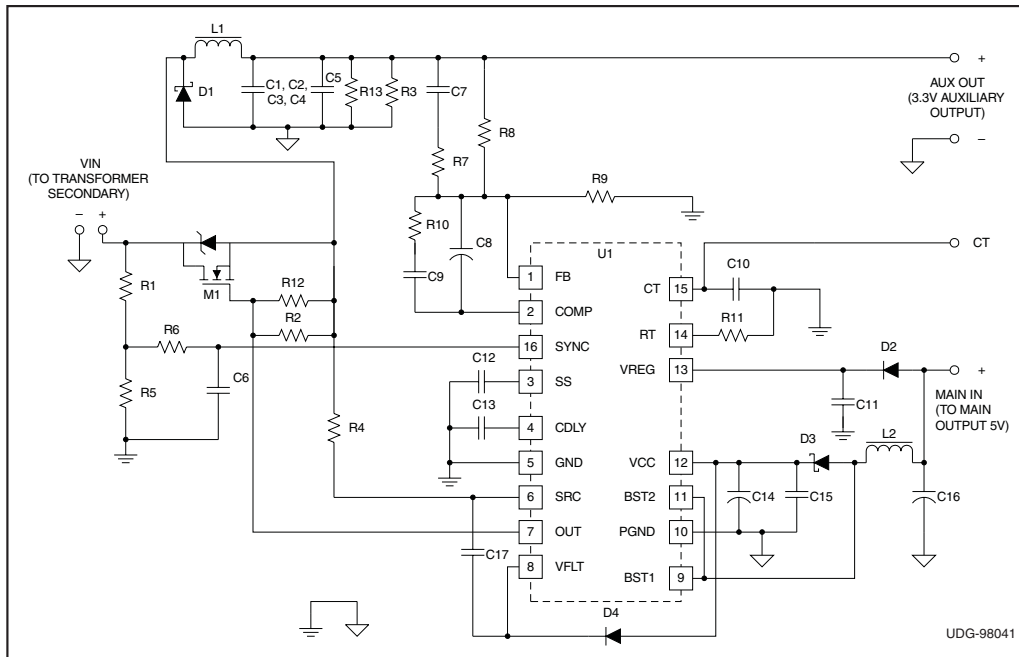 L1
D1
C1, C2,
C3, C4
C5
R13
R3
C7
R8
+
AUX OUT
(3.3V AUXILIARY
OUTPUT)
–
VIN
(TO TRANSFORMER
SECONDARY)
– +
R7
R9
R10
C8
C9
U1
CT
R1
M1
R12
R2
R6
R5
C6
R4
C12
C13
C17
1 FB
2 COMP
16 SYNC
3 SS
4 CDLY
5 GND
6 SRC
7 OUT
8 VFLT
CT 15
RT 14
VREG 13
VCC 12
BST2 11
PGND 10
BST1 9
C10
R11
D2
+
MAIN IN
(TO MAIN
OUTPUT 5V)
C11
L2
D3
C14
C15
C16
D4
UDG-98041